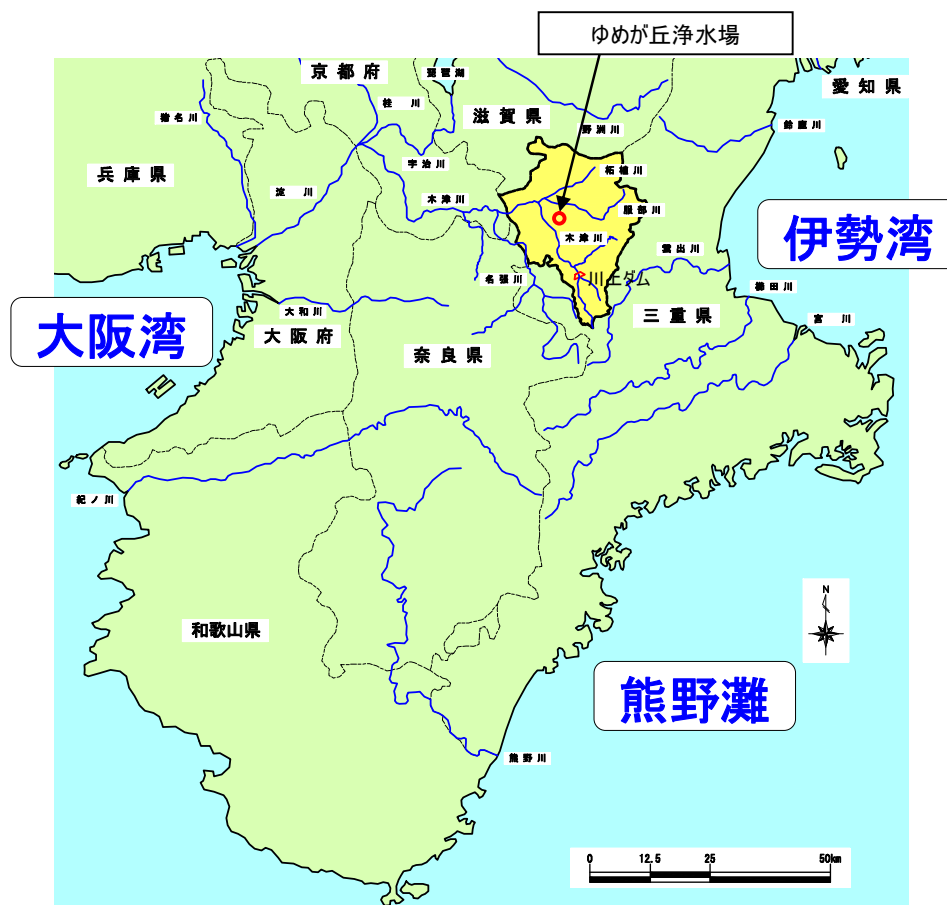 ゆめが丘浄水場
京都府
琵琶湖
愛知県
桂川
滋賀県
猪名川
野洲川
鈴鹿川
兵庫県
宇治川
柘植川
淀川
木津川
服部川
伊勢湾
木津川
雲出川
名張川
川上ダム
櫛田川
大和川
大阪湾
大阪府
三重県
宮川
奈良県
紀ノ川
N
和歌山県
熊野灘
熊野川
0 12.5 25 50km